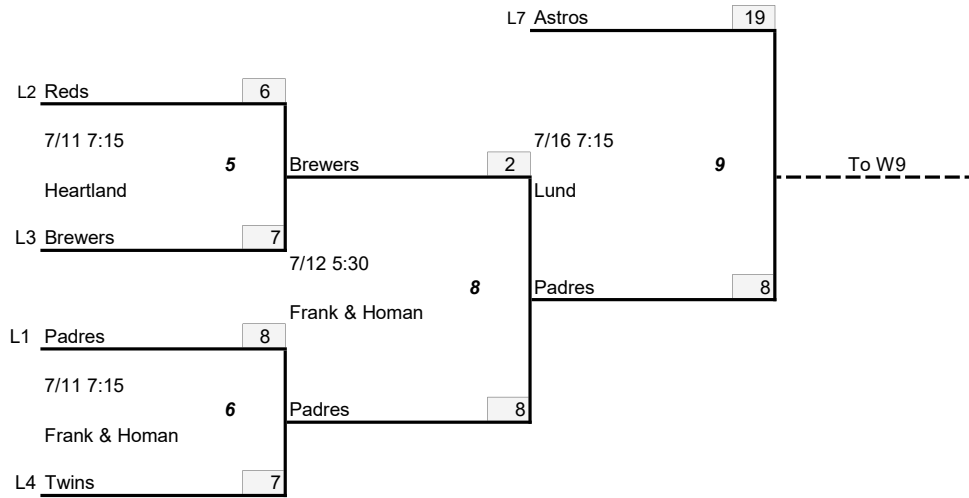 L7 Astros 19
L2 Reds 6
7/11 7:15
7/16 7:15
5
Brewers 2
9
To W9
Heartland
Lund
L3 Brewers 7
7/12 5:30
8
Padres 8
Frank & Homan
L1 Padres 8
7/11 7:15
6
Padres 8
Frank & Homan
L4 Twins 7